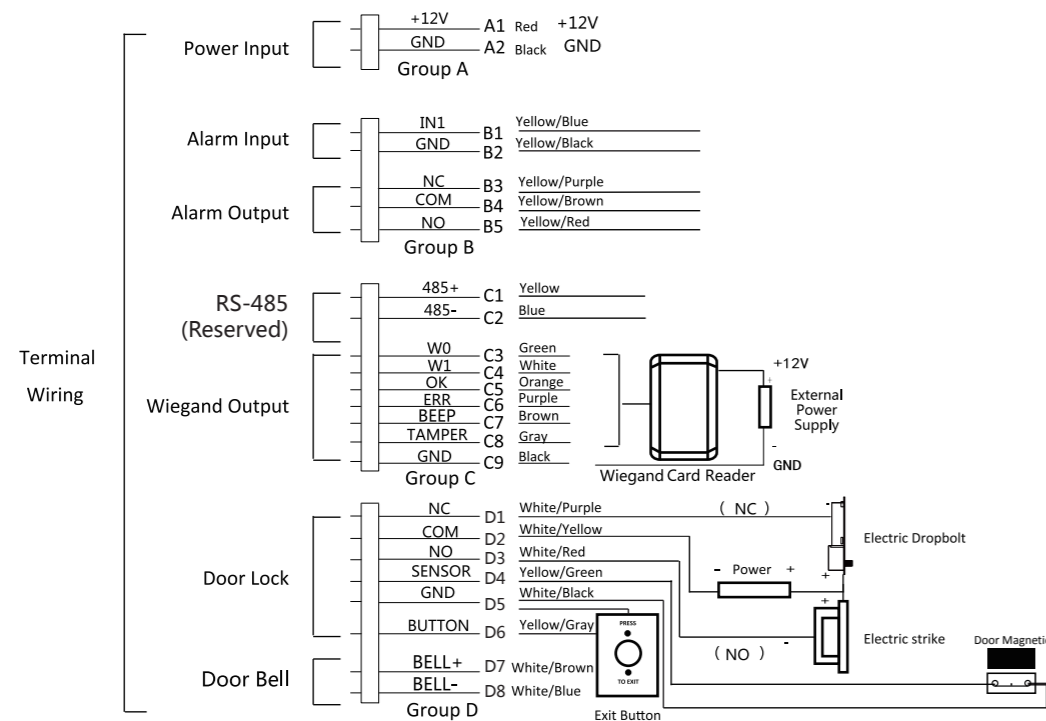 Terminal
Wiring
Power Input
+12V A1 Red +12V
GND A2 Black GND
Group A
Alarm Input
IN1 B1 Yellow/Blue
GND B2 Yellow/Black
Alarm Output
NC B3 Yellow/Purple
COM B4 Yellow/Brown
NO B5 Yellow/Red
Group B
RS-485
(Reserved)
485+ C1 Yellow
485- C2 Blue
Wiegand Output
W0 C3 Green
W1 C4 White
OK C5 Orange
ERR C6 Purple
BEEP C7 Brown
TAMPER C8 Gray
GND C9 Black
Group C
+12V
+
External
Power
Supply
-
GND
Wiegand Card Reader
Door Lock
NC D1 White/Purple ( NC )
COM D2 White/Yellow
NO D3 White/Red
SENSOR D4 Yellow/Green
GND D5 White/Black
BUTTON D6 Yellow/Gray
- Electric Dropbolt
+
- Power +
+
- Electric strike
( NO )
Door Magnetic
PRESS
TO EXIT
Exit Button
Door Bell
BELL+ D7 White/Brown
BELL- D8 White/Blue
Group D